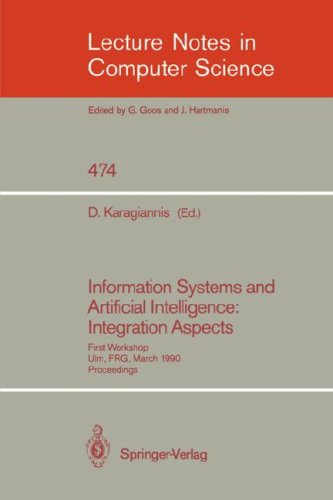 Lecture Notes in
Computer Science
Edited by G. Goos and J. Hartmanis
474
D. Karagiannis (Ed.)
Information Systems and
Artificial Intelligence:
Integration Aspects
First Workshop
Ulm, FRG, March 1990
Proceedings
Springer-Verlag